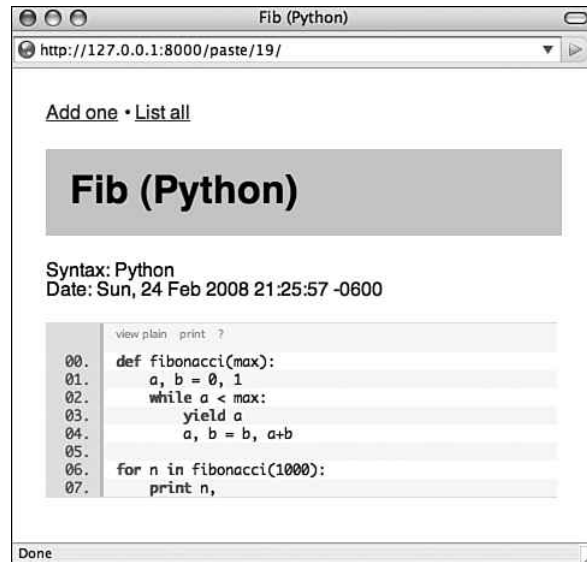 Fib (Python)
http://127.0.0.1:8000/paste/19/
Add one • List all
Fib (Python)
Syntax: Python
Date: Sun, 24 Feb 2008 21:25:57 -0600
view plain print ?
00. def fibonacci(max):
01.     a, b = 0, 1
02.     while a < max:
03.         yield a
04.         a, b = b, a+b
05.
06. for n in fibonacci(1000):
07.     print n,
Done